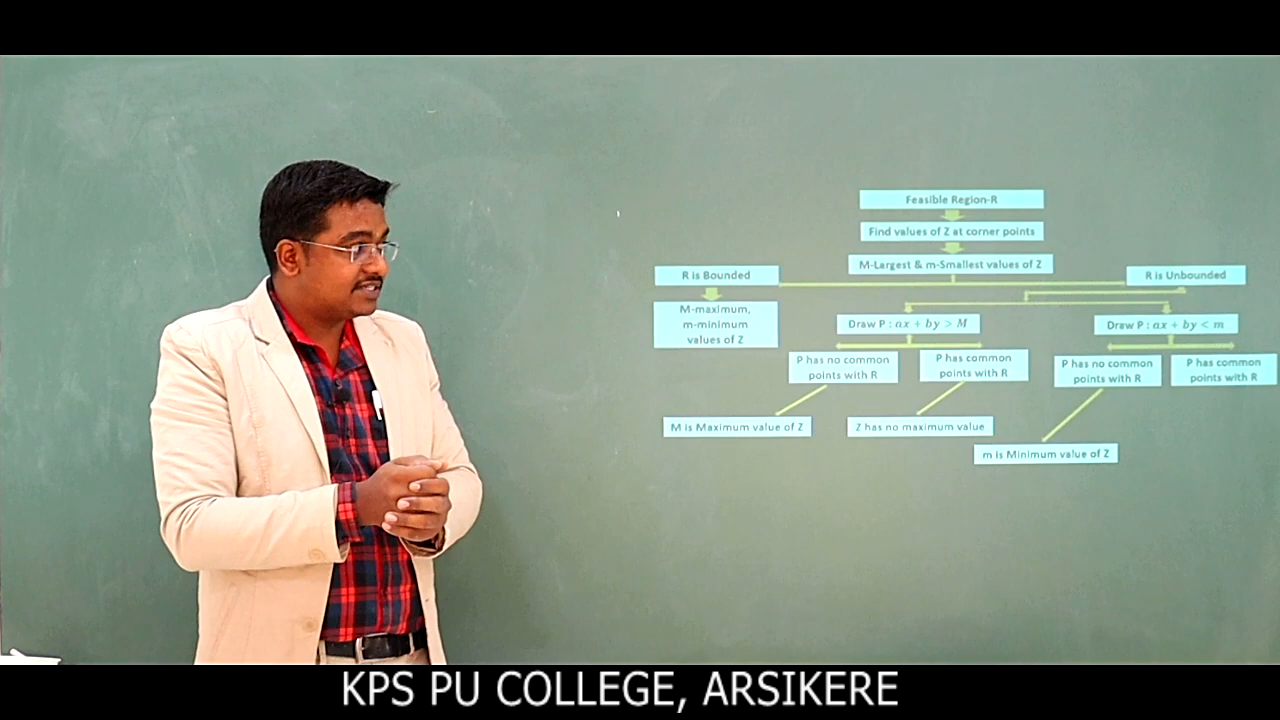 Feasible Region-R
Find values of Z at corner points
M-Largest & m-Smallest values of Z
R is Bounded
R is Unbounded
M-maximum,
m-minimum
values of Z
Draw P : ax + by > M
Draw P : ax + by < m
P has no common
points with R
P has common
points with R
P has no common
points with R
P has common
points with R
M is Maximum value of Z
Z has no maximum value
m is Minimum value of Z
KPS PU COLLEGE, ARSIKERE